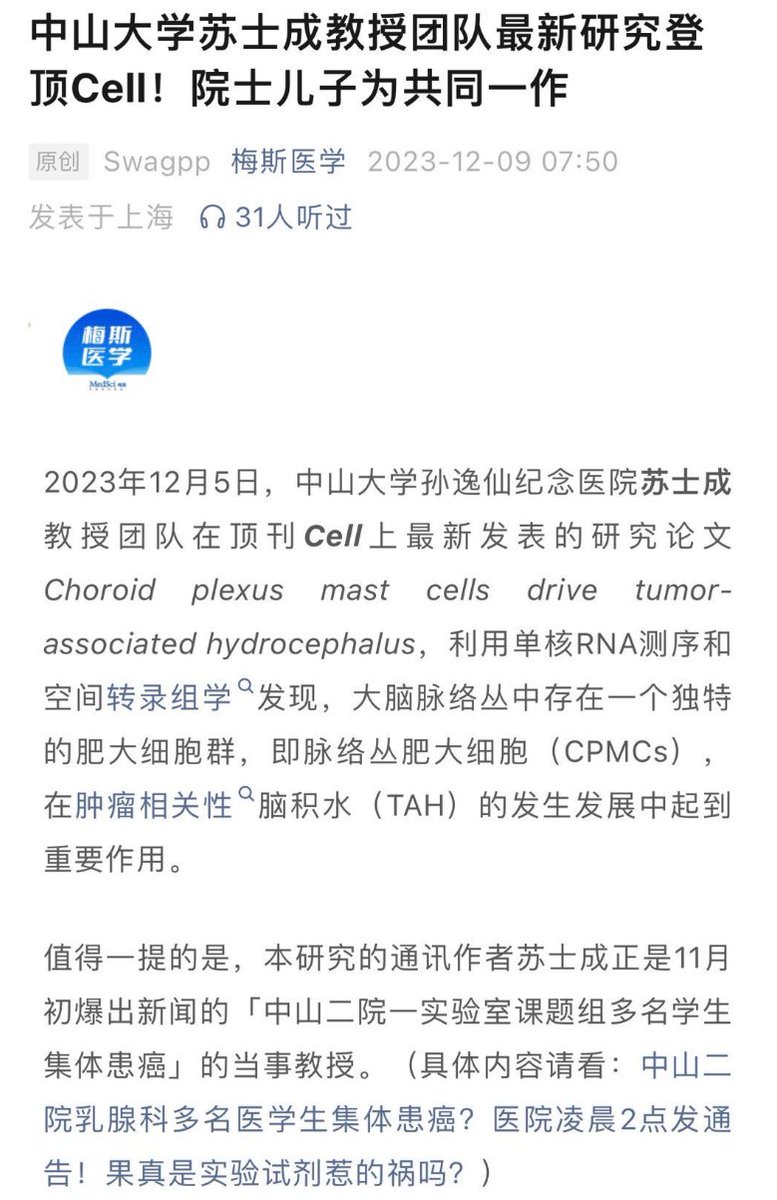 中山大学苏士成教授团队最新研究登
顶Cell！院士儿子为共同一作
原创 Swagpp 梅斯医学 2023-12-09 07:50
发表于上海 31人听过
梅斯
医学
MedSci
2023年12月5日，中山大学孙逸仙纪念医院苏士成
教授团队在顶刊Cell上最新发表的研究论文
Choroid plexus mast cells drive tumor-
associated hydrocephalus，利用单核RNA测序和
空间转录组学发现，大脑脉络丛中存在一个独特
的肥大细胞群，即脉络丛肥大细胞（CPMCs），
在肿瘤相关性脑积水（TAH）的发生发展中起到
重要作用。
值得一提的是，本研究的通讯作者苏士成正是11月
初爆出新闻的「中山二院一实验室课题组多名学生
集体患癌」的当事教授。（具体内容请看：中山二
院乳腺科多名医学生集体患癌？医院凌晨2点发通
告！果真是实验试剂惹的祸吗？）